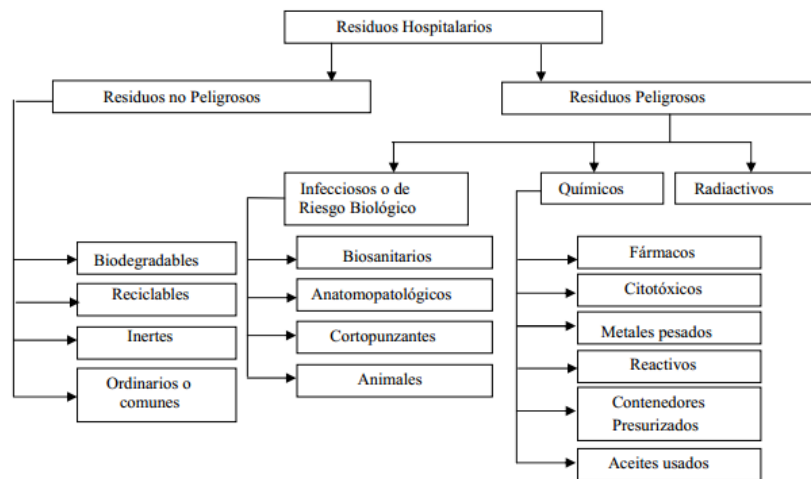 Residuos Hospitalarios
Residuos no Peligrosos
Residuos Peligrosos
Infecciosos o de
Riesgo Biológico
Químicos
Radiactivos
Biodegradables
Reciclables
Inertes
Ordinarios o
comunes
Biosanitarios
Anatomopatológicos
Cortopunzantes
Animales
Fármacos
Citotóxicos
Metales pesados
Reactivos
Contenedores
Presurizados
Aceites usados